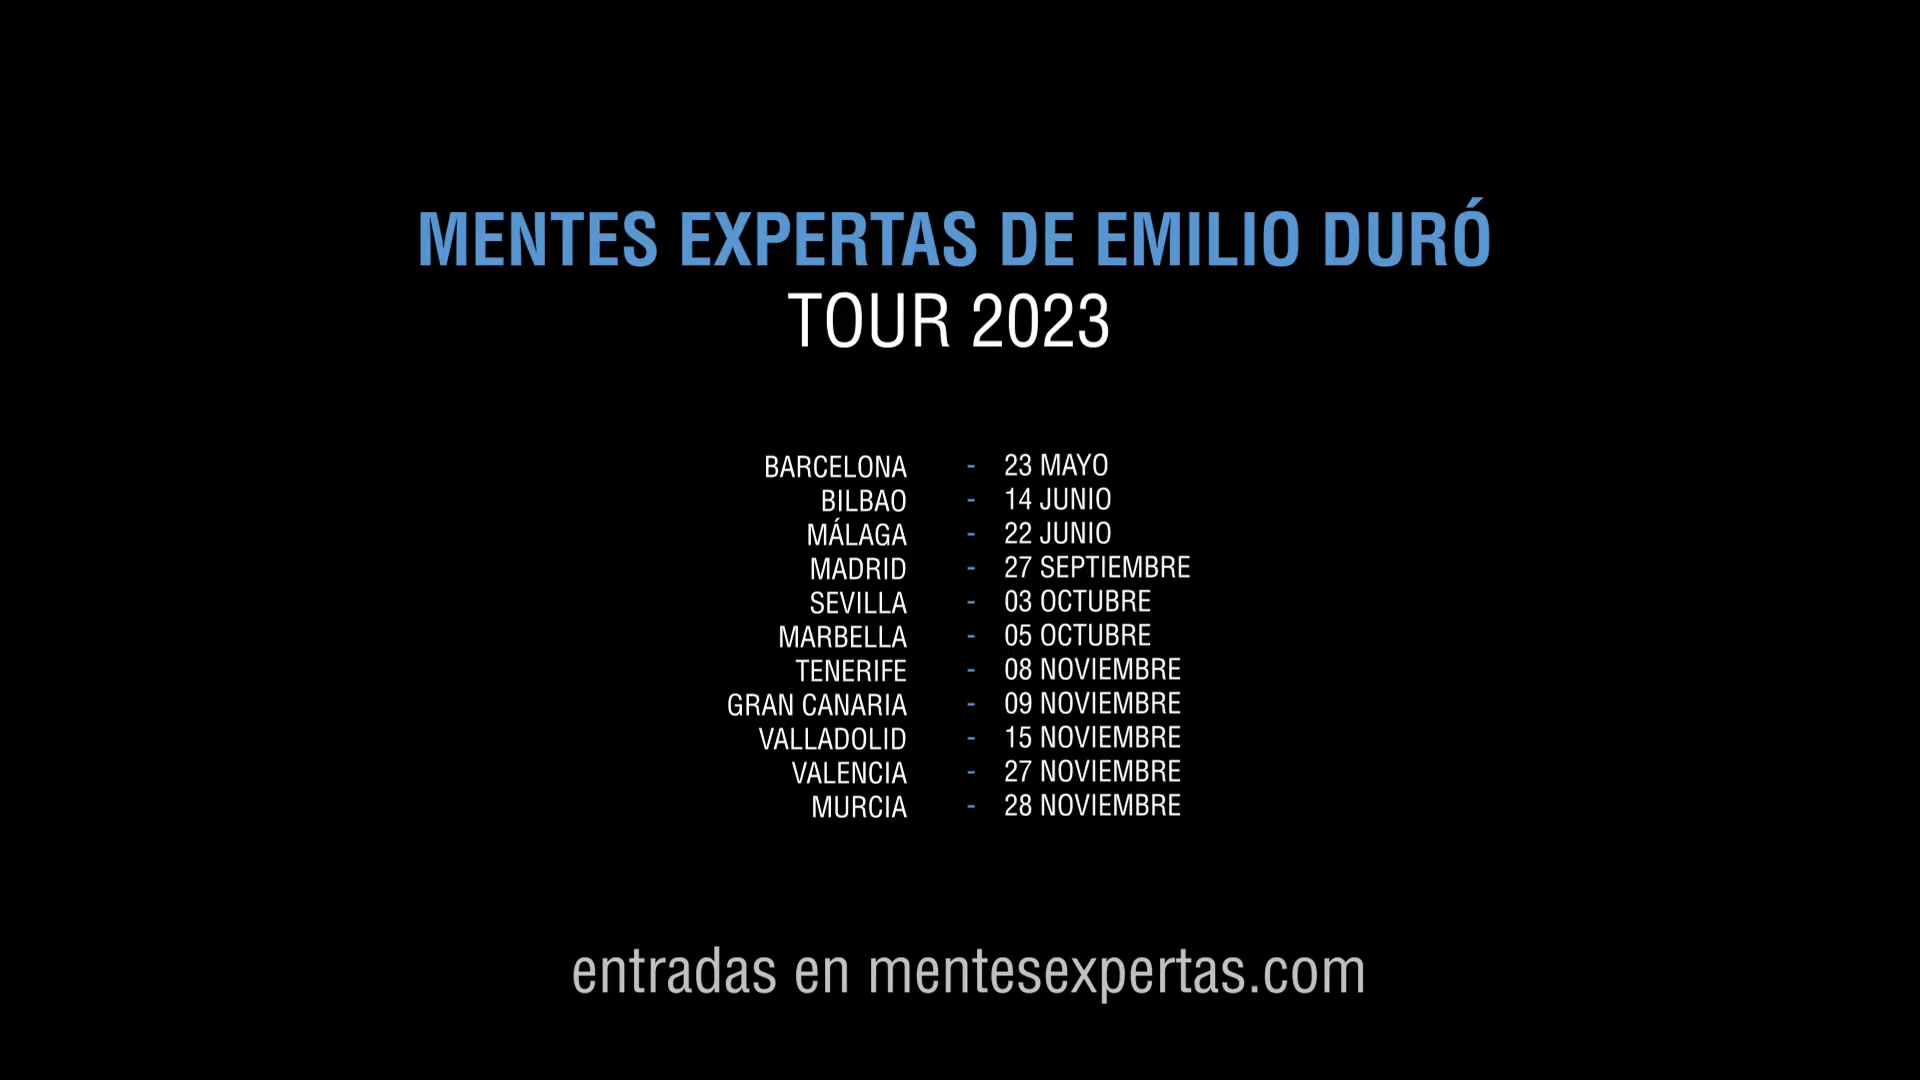 MENTES EXPERTAS DE EMILIO DURÓ
TOUR 2023
BARCELONA - 23 MAYO
BILBAO - 14 JUNIO
MÁLAGA - 22 JUNIO
MADRID - 27 SEPTIEMBRE
SEVILLA - 03 OCTUBRE
MARBELLA - 05 OCTUBRE
TENERIFE - 08 NOVIEMBRE
GRAN CANARIA - 09 NOVIEMBRE
VALLADOLID - 15 NOVIEMBRE
VALENCIA - 27 NOVIEMBRE
MURCIA - 28 NOVIEMBRE
entradas en mentesexpertas.com